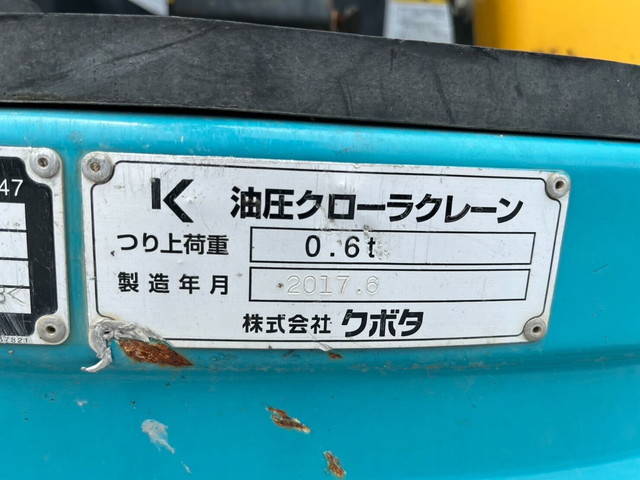 47
K 油圧クローラクレーン
つり上荷重 0.6t
製造年月 2017.6
株式会社 クボタ